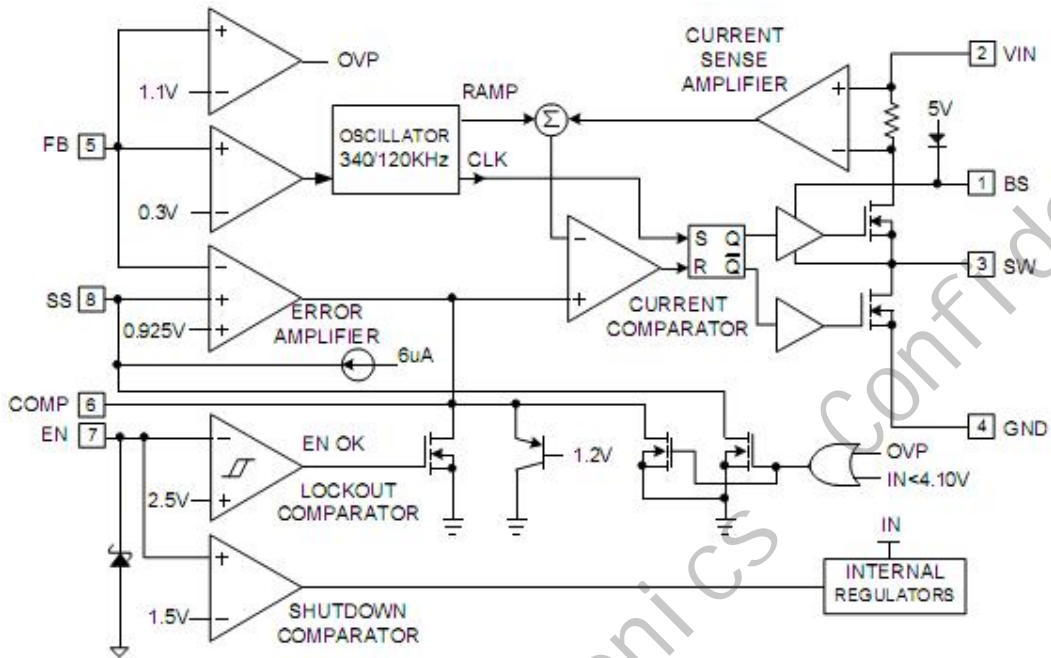 CURRENT
SENSE
AMPLIFIER
+
−
2 VIN
+
−
OVP
1.1V
5V
RAMP
Σ
FB 5
OSCILLATOR
340/120KHz
CLK
+
−
0.3V
1 BS
S Q
R Q̅
3 SW
−
+
CURRENT
COMPARATOR
SS 8
−
+
+
0.925V
ERROR
AMPLIFIER
6uA
COMP 6
EN 7
4 GND
−
+
2.5V
EN OK
LOCKOUT
COMPARATOR
1.2V
OVP
IN<4.10V
IN
INTERNAL
REGULATORS
+
−
1.5V
SHUTDOWN
COMPARATOR
onics Confide